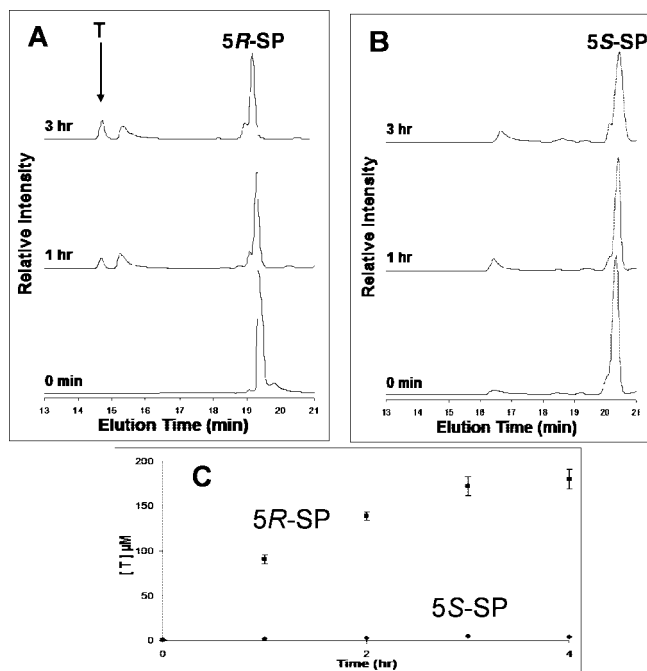 A
T
5R-SP
3 hr
1 hr
0 min
Relative Intensity
13 14 15 16 17 18 19 20 21
Elution Time (min)
B
5S-SP
3 hr
1 hr
0 min
Relative Intensity
13 14 15 16 17 18 19 20 21
Elution Time (min)
C
200
150
100
50
0
[T] µM
5R-SP
5S-SP
0 2 4
Time (hr)